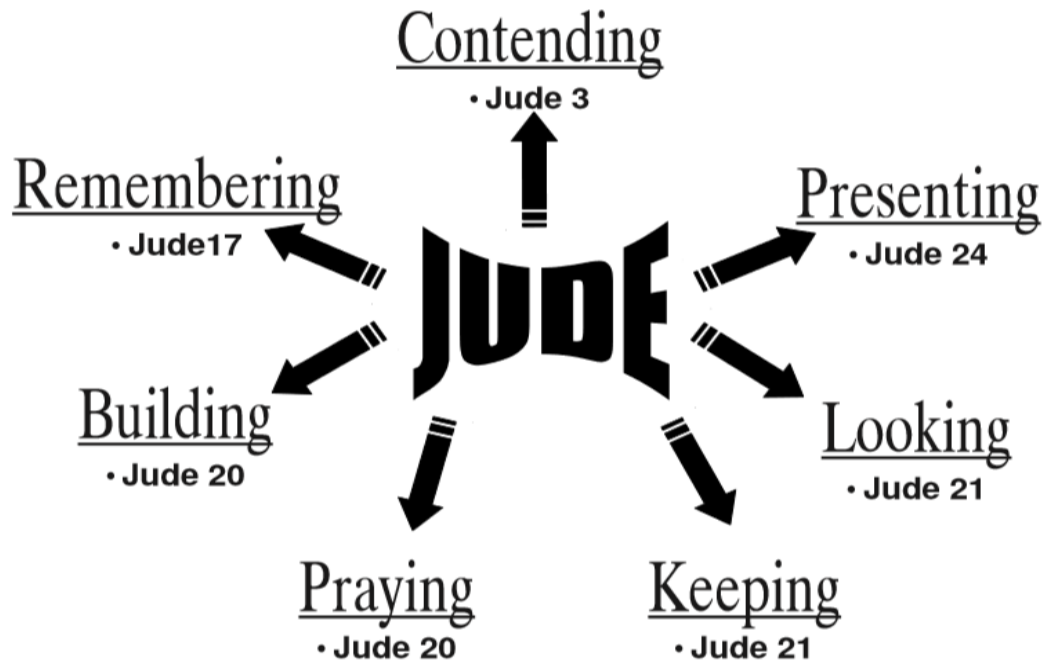 Contending
• Jude 3
Remembering
• Jude17
Presenting
• Jude 24
JUDE
Building
• Jude 20
Looking
• Jude 21
Praying
• Jude 20
Keeping
• Jude 21